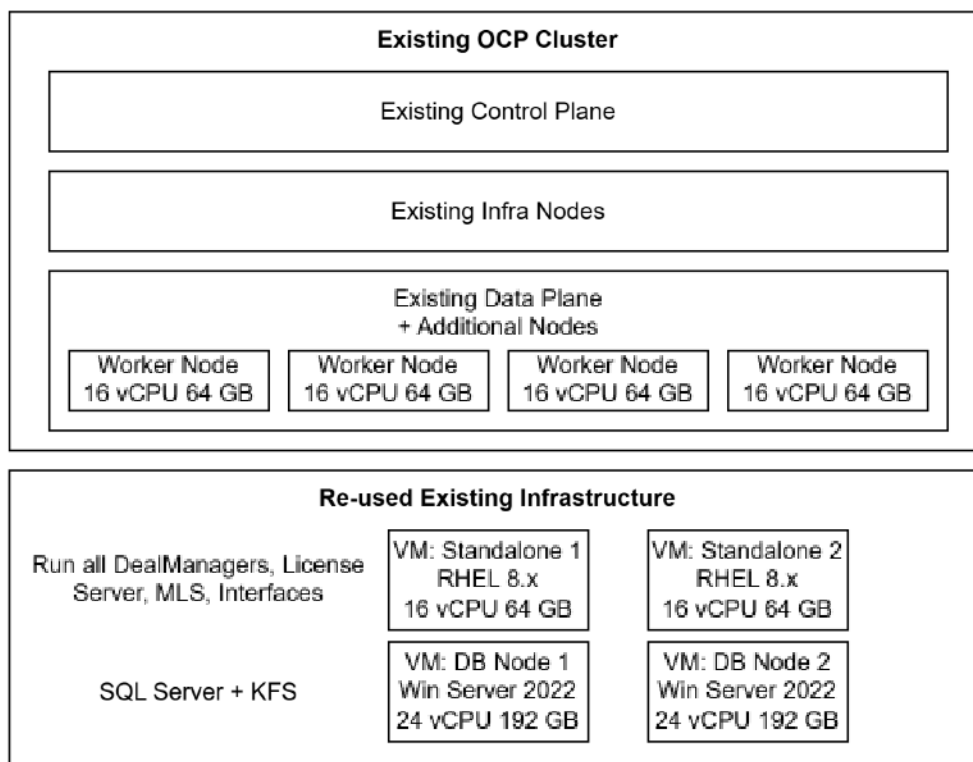 Existing OCP Cluster
Existing Control Plane
Existing Infra Nodes
Existing Data Plane
+ Additional Nodes
Worker Node
16 vCPU 64 GB
Worker Node
16 vCPU 64 GB
Worker Node
16 vCPU 64 GB
Worker Node
16 vCPU 64 GB
Re-used Existing Infrastructure
Run all DealManagers, License
Server, MLS, Interfaces
VM: Standalone 1
RHEL 8.x
16 vCPU 64 GB
VM: Standalone 2
RHEL 8.x
16 vCPU 64 GB
SQL Server + KFS
VM: DB Node 1
Win Server 2022
24 vCPU 192 GB
VM: DB Node 2
Win Server 2022
24 vCPU 192 GB